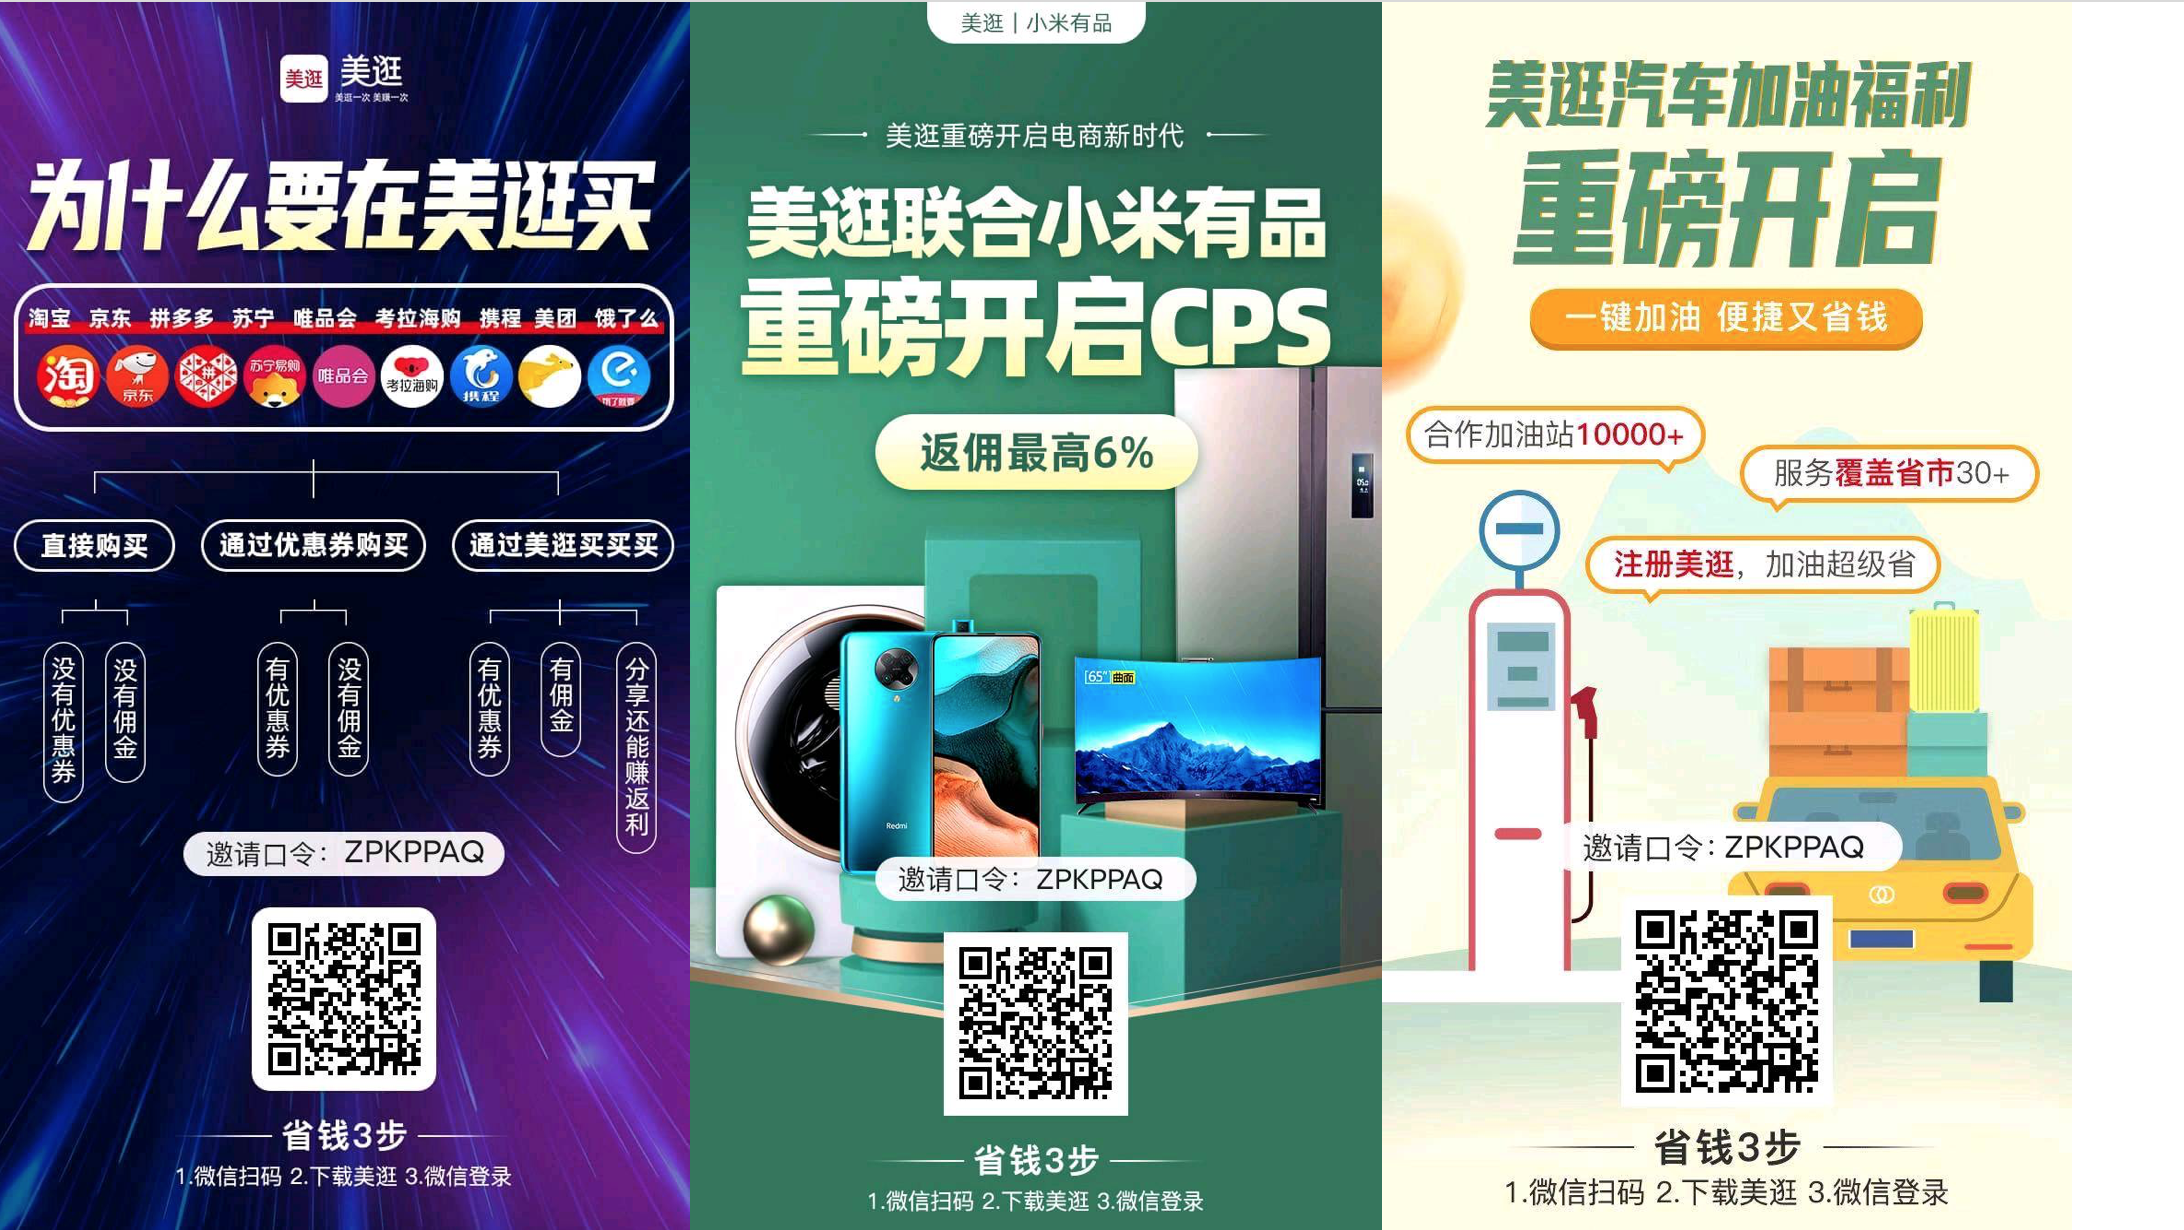 美逛
美逛
美逛一次 美赚一次
为什么要在美逛买
淘宝 京东 拼多多 苏宁 唯品会 考拉海购 携程 美团 饿了么
淘
京东
拼
苏宁易购
唯品会
考拉海购
携程
饿了就要
直接购买
通过优惠券购买
通过美逛买买买
没有优惠券
没有佣金
有优惠券
没有佣金
有优惠券
有佣金
分享还能赚返利
邀请口令：ZPKPPAQ
省钱3步
1.微信扫码 2.下载美逛 3.微信登录
美逛 | 小米有品
美逛重磅开启电商新时代
美逛联合小米有品
重磅开启CPS
返佣最高6%
[65" 曲面
Redmi
邀请口令：ZPKPPAQ
省钱3步
1.微信扫码 2.下载美逛 3.微信登录
美逛汽车加油福利
重磅开启
一键加油 便捷又省钱
合作加油站10000+
服务覆盖省市30+
注册美逛，加油超级省
邀请口令：ZPKPPAQ
省钱3步
1.微信扫码 2.下载美逛 3.微信登录